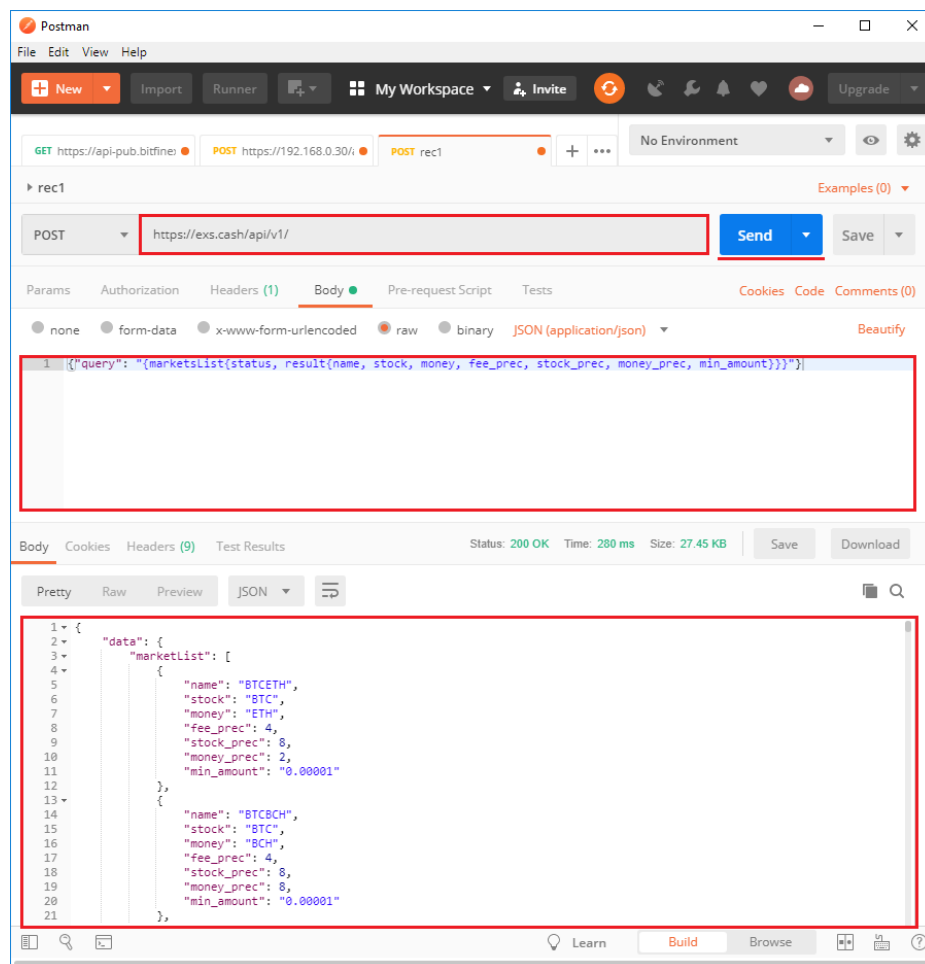 Postman
File Edit View Help
New Import Runner My Workspace Invite Upgrade
GET https://api-pub.bitfine: POST https://192.168.0.30/ POST rec1 + ••• No Environment
rec1 Examples (0)
POST https://exs.cash/api/v1/ Send Save
Params Authorization Headers (1) Body Pre-request Script Tests Cookies Code Comments (0)
none form-data x-www-form-urlencoded raw binary JSON (application/json) Beautify
1 {"query": "{marketsList{status, result{name, stock, money, fee_prec, stock_prec, money_prec, min_amount}}}"}
Body Cookies Headers (9) Test Results Status: 200 OK Time: 280 ms Size: 27.45 KB Save Download
Pretty Raw Preview JSON
1 {
2 "data": {
3 "marketList": [
4 {
5 "name": "BTCETH",
6 "stock": "BTC",
7 "money": "ETH",
8 "fee_prec": 4,
9 "stock_prec": 8,
10 "money_prec": 2,
11 "min_amount": "0.00001"
12 },
13 {
14 "name": "BTCBCH",
15 "stock": "BTC",
16 "money": "BCH",
17 "fee_prec": 4,
18 "stock_prec": 8,
19 "money_prec": 8,
20 "min_amount": "0.00001"
21 },
Learn Build Browse